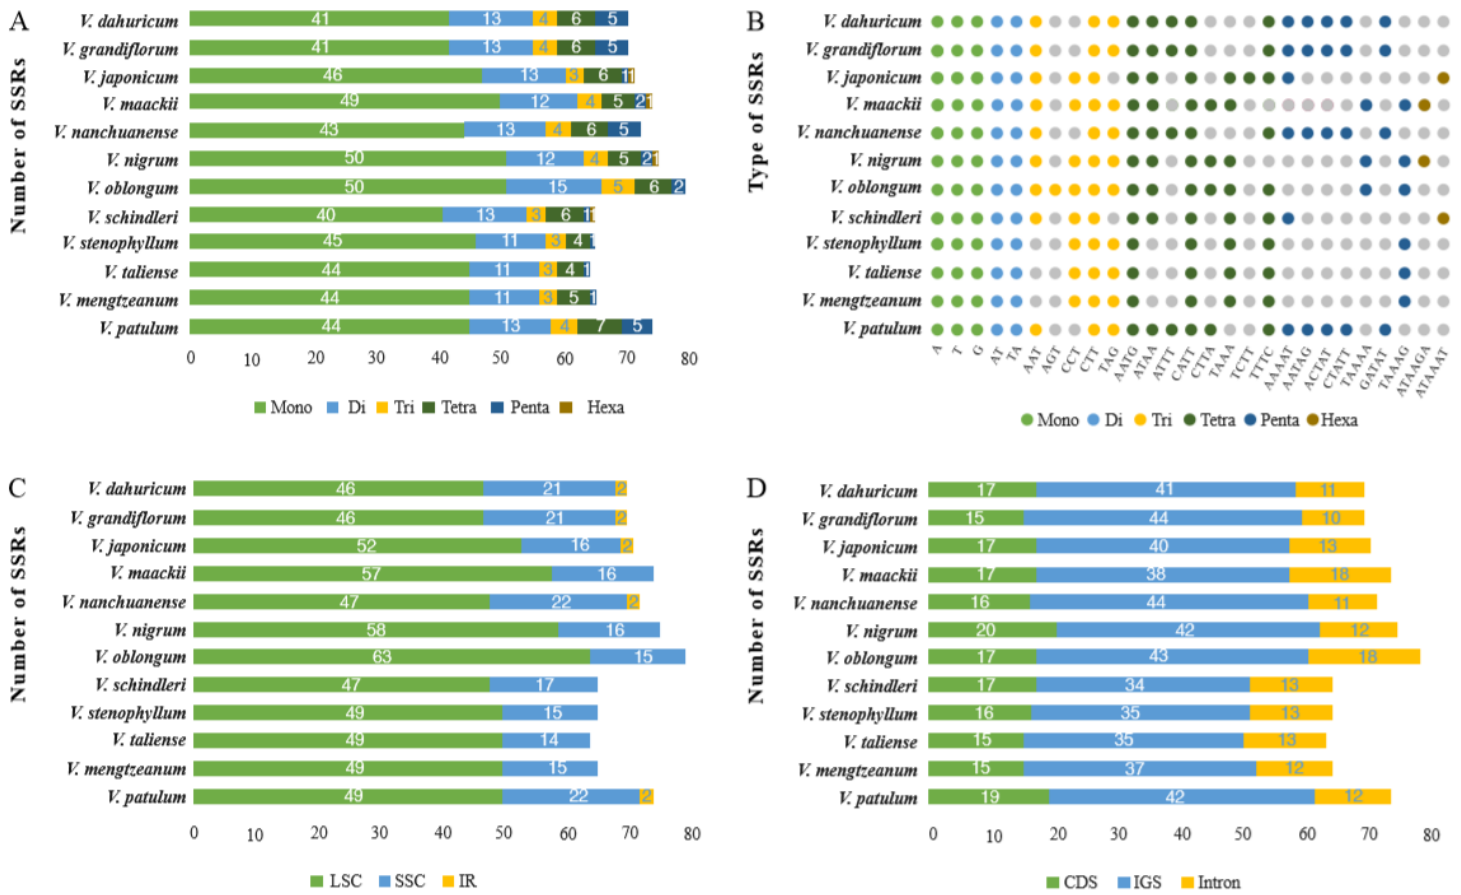 A
Number of SSRs
V. dahuricum 41 13 4 6 5
V. grandiflorum 41 13 4 6 5
V. japonicum 46 13 3 6 1 1
V. maackii 49 12 4 5 2 1
V. nanchuanense 43 13 4 6 5
V. nigrum 50 12 4 5 2 1
V. oblongum 50 15 5 6 2
V. schindleri 40 13 3 6 1 1
V. stenophyllum 45 11 3 4 1
V. taliense 44 11 3 4 1
V. mengtzeanum 44 11 3 5 1
V. patulum 44 13 4 7 5
0 10 20 30 40 50 60 70 80
Mono Di Tri Tetra Penta Hexa
B
Type of SSRs
V. dahuricum
V. grandiflorum
V. japonicum
V. maackii
V. nanchuanense
V. nigrum
V. oblongum
V. schindleri
V. stenophyllum
V. taliense
V. mengtzeanum
V. patulum
A T G AT TA AAT AGT CCT CTT TAG AATG ATAA ATTT CATT CTTA TAAA TCTT TTTC AAAAT AATAG ACTAT CTATT TAAAA GATAT TAAAG ATAAGA ATAAAT
Mono Di Tri Tetra Penta Hexa
C
Number of SSRs
V. dahuricum 46 21 2
V. grandiflorum 46 21 2
V. japonicum 52 16 2
V. maackii 57 16
V. nanchuanense 47 22 2
V. nigrum 58 16
V. oblongum 63 15
V. schindleri 47 17
V. stenophyllum 49 15
V. taliense 49 14
V. mengtzeanum 49 15
V. patulum 49 22 2
0 10 20 30 40 50 60 70 80
LSC SSC IR
D
Number of SSRs
V. dahuricum 17 41 11
V. grandiflorum 15 44 10
V. japonicum 17 40 13
V. maackii 17 38 18
V. nanchuanense 16 44 11
V. nigrum 20 42 12
V. oblongum 17 43 18
V. schindleri 17 34 13
V. stenophyllum 16 35 13
V. taliense 15 35 13
V. mengtzeanum 15 37 12
V. patulum 19 42 12
0 10 20 30 40 50 60 70 80
CDS IGS Intron